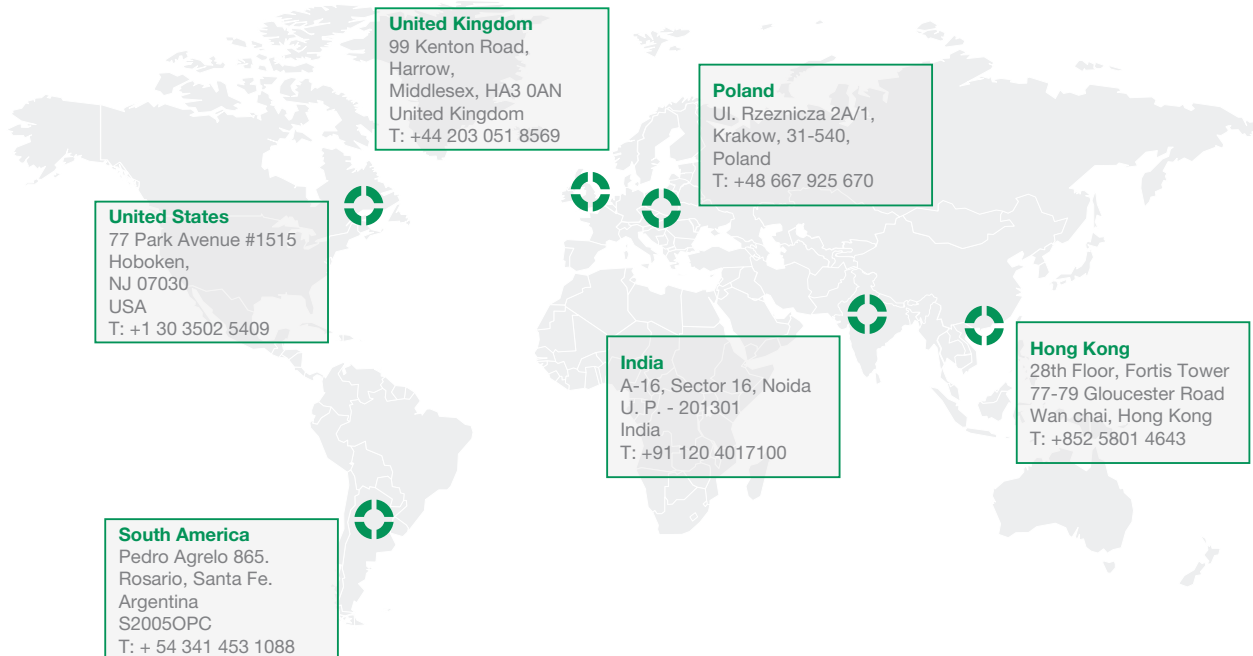 United Kingdom
99 Kenton Road,
Harrow,
Middlesex, HA3 0AN
United Kingdom
T: +44 203 051 8569
Poland
Ul. Rzeznicza 2A/1,
Krakow, 31-540,
Poland
T: +48 667 925 670
United States
77 Park Avenue #1515
Hoboken,
NJ 07030
USA
T: +1 30 3502 5409
India
A-16, Sector 16, Noida
U. P. - 201301
India
T: +91 120 4017100
Hong Kong
28th Floor, Fortis Tower
77-79 Gloucester Road
Wan chai, Hong Kong
T: +852 5801 4643
South America
Pedro Agrelo 865.
Rosario, Santa Fe.
Argentina
S2005OPC
T: + 54 341 453 1088